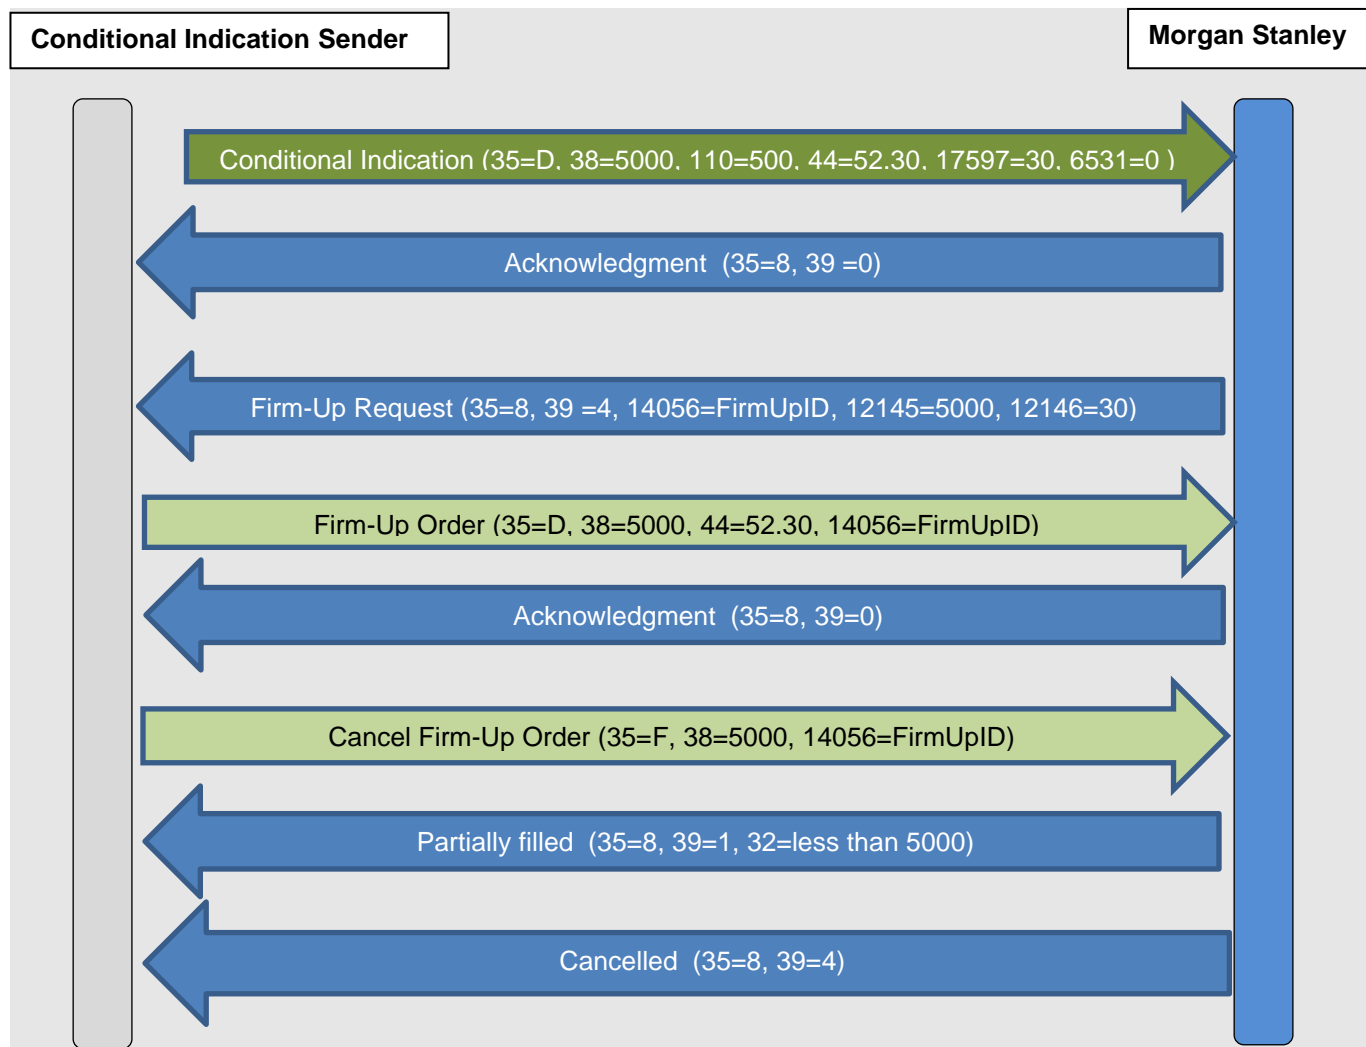 Conditional Indication Sender
Morgan Stanley
Conditional Indication (35=D, 38=5000, 110=500, 44=52.30, 17597=30, 6531=0 )
Acknowledgment (35=8, 39 =0)
Firm-Up Request (35=8, 39 =4, 14056=FirmUpID, 12145=5000, 12146=30)
Firm-Up Order (35=D, 38=5000, 44=52.30, 14056=FirmUpID)
Acknowledgment (35=8, 39=0)
Cancel Firm-Up Order (35=F, 38=5000, 14056=FirmUpID)
Partially filled (35=8, 39=1, 32=less than 5000)
Cancelled (35=8, 39=4)